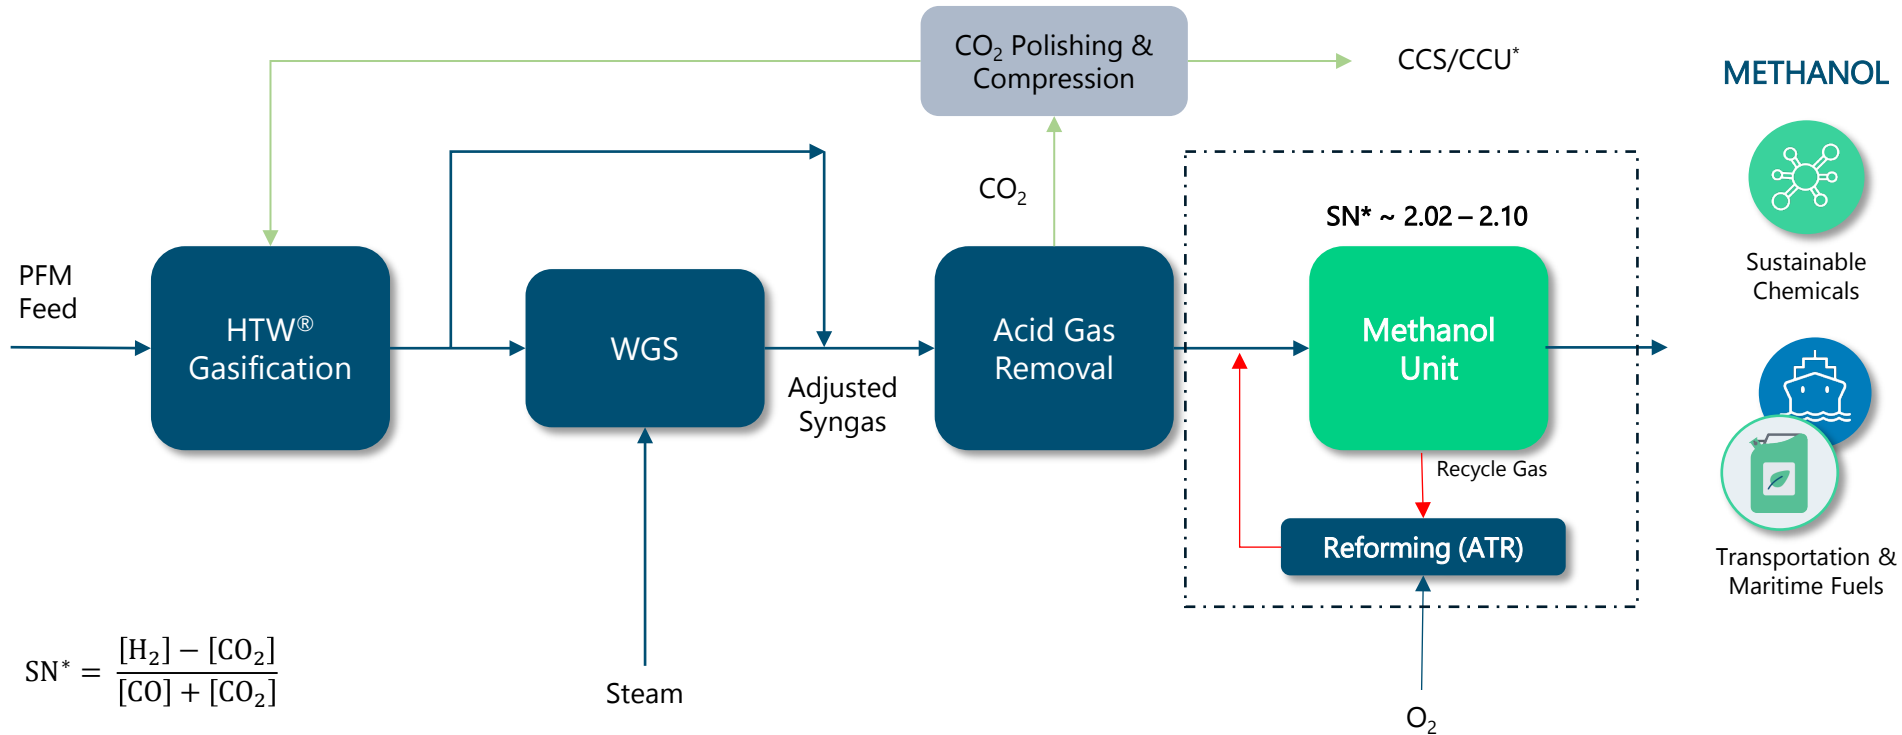 CO₂ Polishing &
Compression
CCS/CCU*
METHANOL
CO₂
SN* ~ 2.02 – 2.10
Sustainable
Chemicals
PFM
Feed
HTW®
Gasification
WGS
Adjusted
Syngas
Acid Gas
Removal
Methanol
Unit
Recycle Gas
Reforming (ATR)
Transportation &
Maritime Fuels
SN* = [H₂] − [CO₂] / [CO] + [CO₂]
Steam
O₂